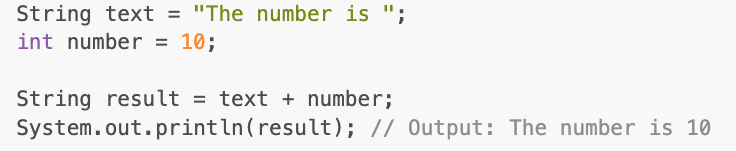 String text = "The number is ";
int number = 10;
String result = text + number;
System.out.println(result); // Output: The number is 10